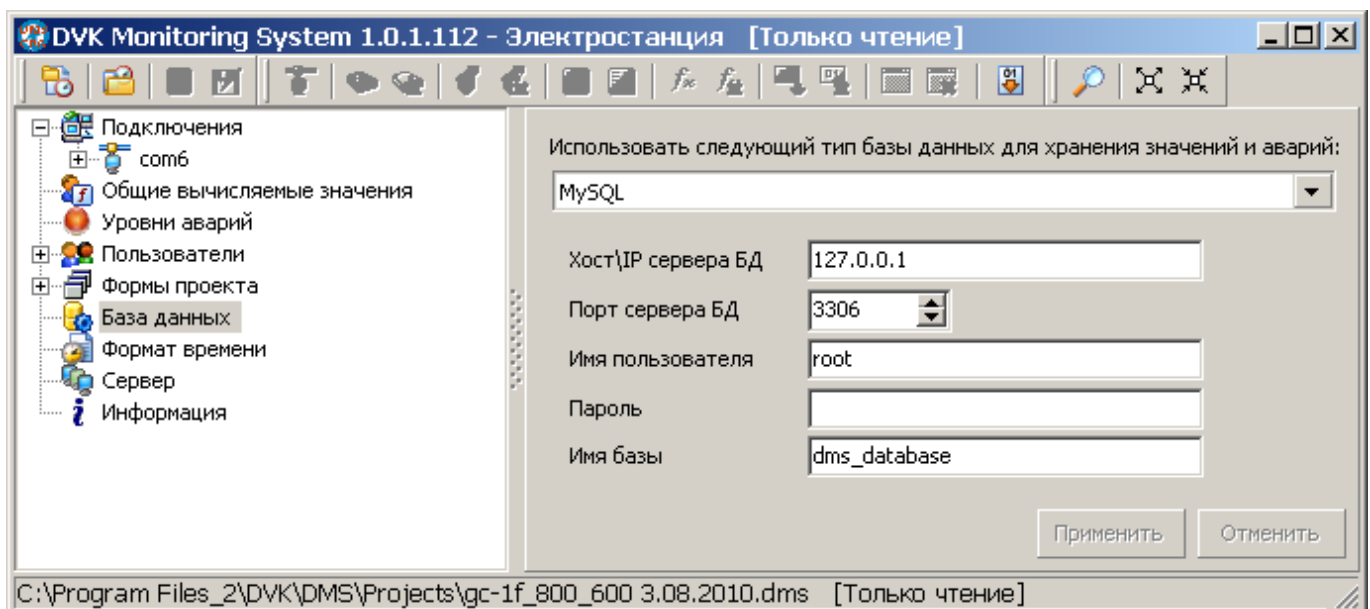 DVK Monitoring System 1.0.1.112 - Электростанция [Только чтение]
Подключения
com6
Общие вычисляемые значения
Уровни аварий
Пользователи
Формы проекта
База данных
Формат времени
Сервер
Информация
Использовать следующий тип базы данных для хранения значений и аварий:
MySQL
Хост\IP сервера БД 127.0.0.1
Порт сервера БД 3306
Имя пользователя root
Пароль
Имя базы dms_database
Применить Отменить
C:\Program Files_2\DVK\DMS\Projects\gc-1f_800_600 3.08.2010.dms [Только чтение]